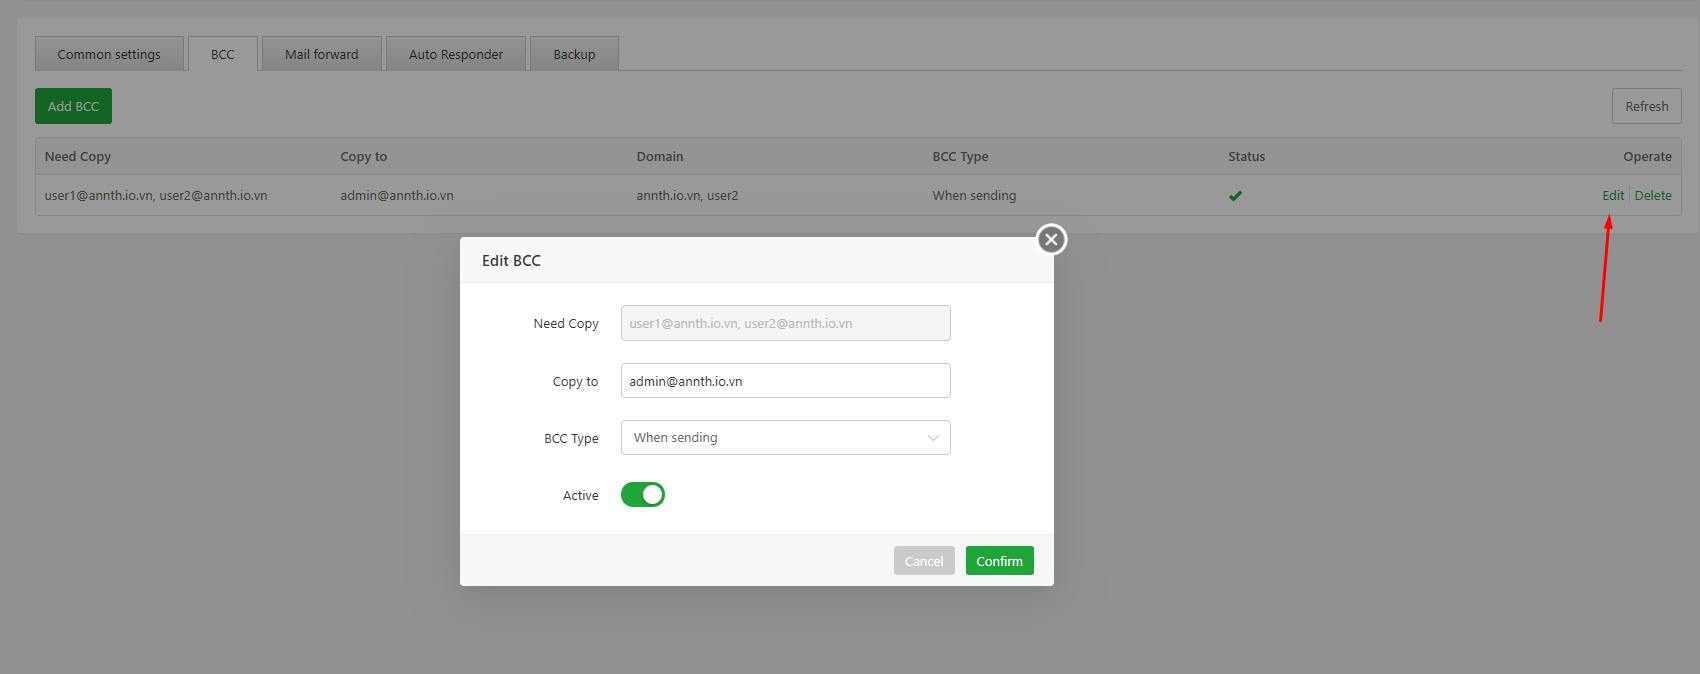 Common settings BCC Mail forward Auto Responder Backup
Add BCC Refresh
Need Copy Copy to Domain BCC Type Status Operate
user1@annth.io.vn, user2@annth.io.vn admin@annth.io.vn annth.io.vn, user2 When sending Edit Delete
Edit BCC
Need Copy user1@annth.io.vn, user2@annth.io.vn
Copy to admin@annth.io.vn
BCC Type When sending
Active
Cancel Confirm